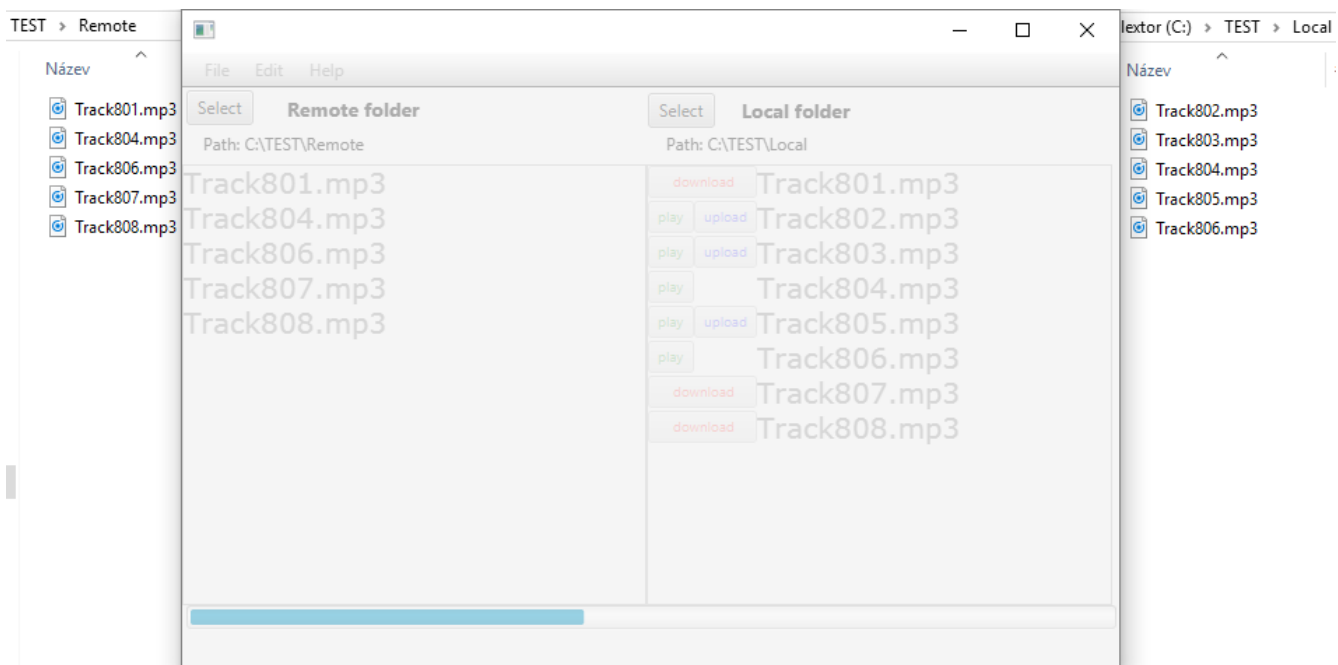 TEST > Remote
Název
Track801.mp3
Track804.mp3
Track806.mp3
Track807.mp3
Track808.mp3
File Edit Help
Select Remote folder
Path: C:\TEST\Remote
Track801.mp3
Track804.mp3
Track806.mp3
Track807.mp3
Track808.mp3
Select Local folder
Path: C:\TEST\Local
download Track801.mp3
play upload Track802.mp3
play upload Track803.mp3
play Track804.mp3
play upload Track805.mp3
play Track806.mp3
download Track807.mp3
download Track808.mp3
lextor (C:) > TEST > Local
Název
Track802.mp3
Track803.mp3
Track804.mp3
Track805.mp3
Track806.mp3